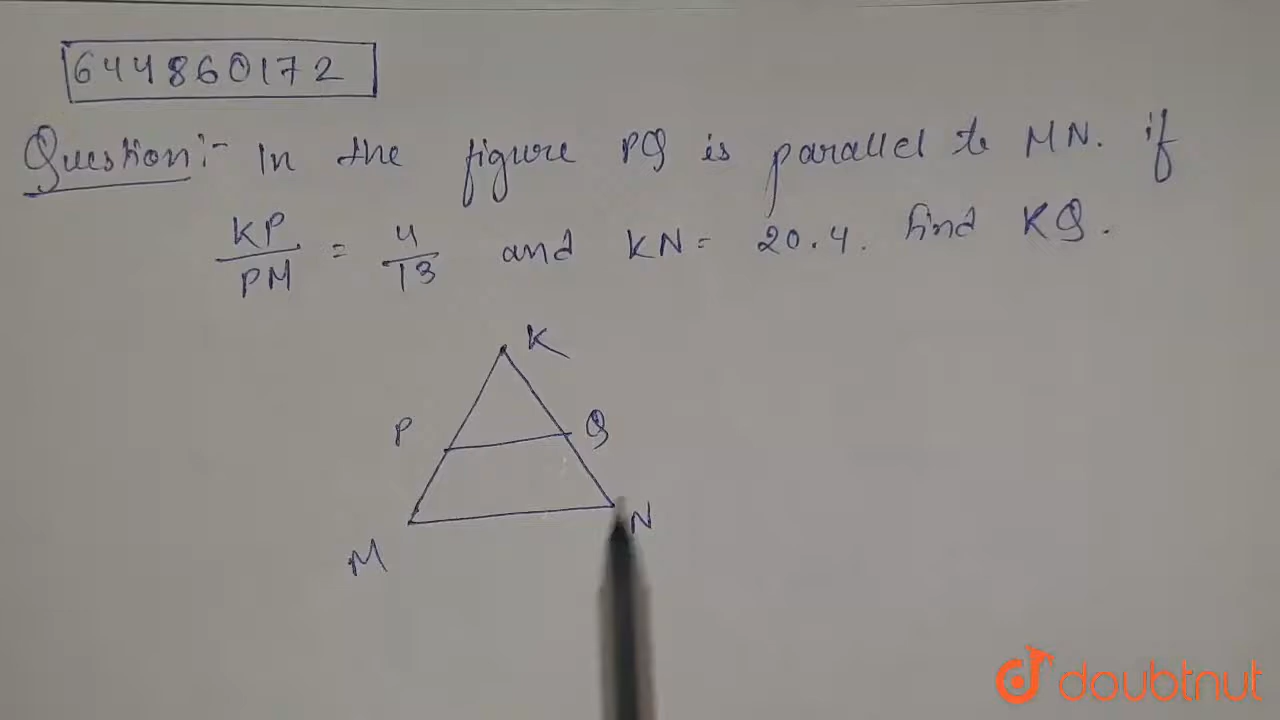 644860172
Question:- In the figure PQ is parallel to MN. if
KP/PM = 4/13 and KN = 20.4. find KQ.
K
P
Q
M
N
doubtnut